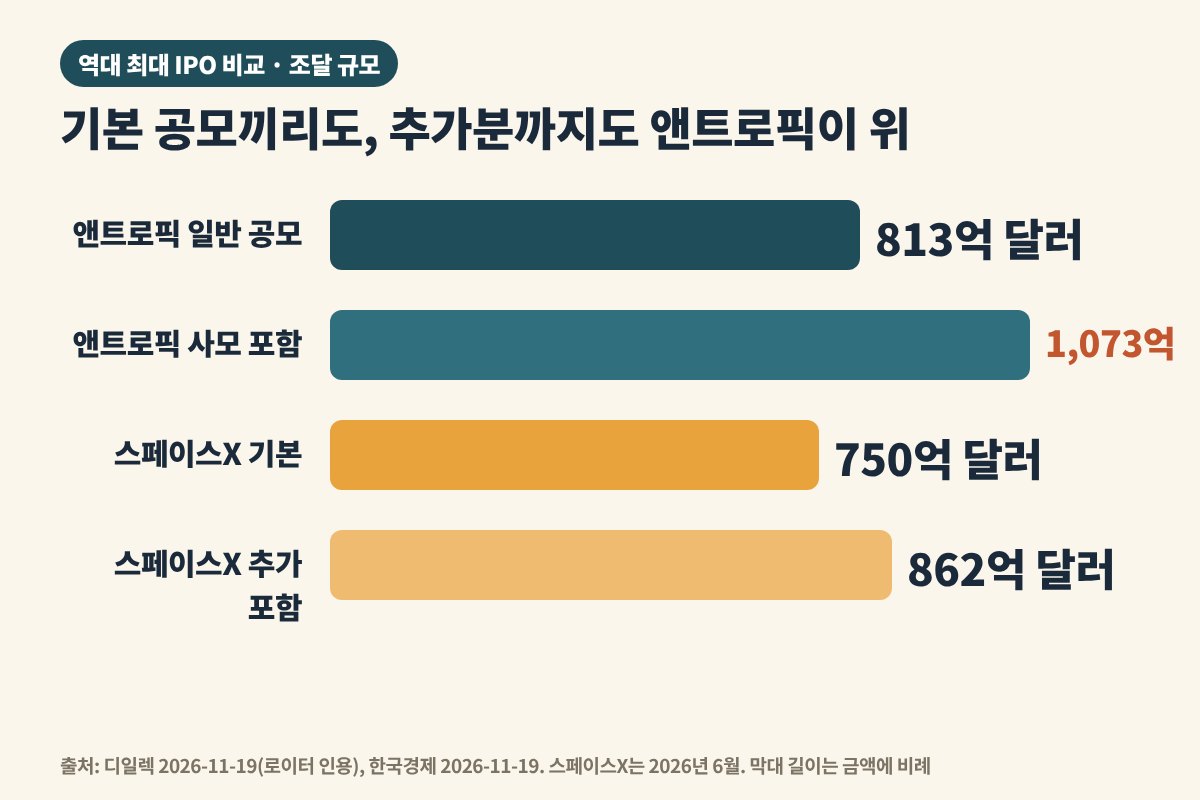 역대 최대 IPO 비교 · 조달 규모
기본 공모끼리도, 추가분까지도 앤트로픽이 위
앤트로픽 일반 공모
813억 달러
앤트로픽 사모 포함
1,073억
스페이스X 기본
750억 달러
스페이스X 추가
포함
862억 달러
출처: 디일렉 2026-11-19(로이터 인용), 한국경제 2026-11-19. 스페이스X는 2026년 6월. 막대 길이는 금액에 비례